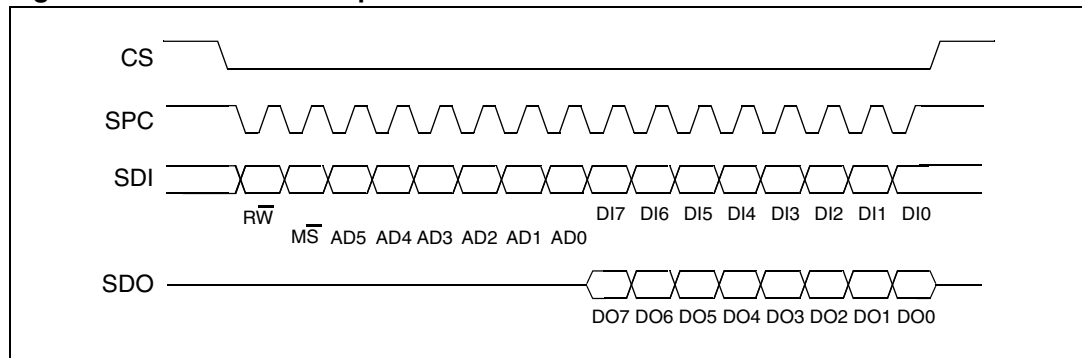 CS
SPC
SDI
RW̅
DI7 DI6 DI5 DI4 DI3 DI2 DI1 DI0
MS̅ AD5 AD4 AD3 AD2 AD1 AD0
SDO
DO7 DO6 DO5 DO4 DO3 DO2 DO1 DO0